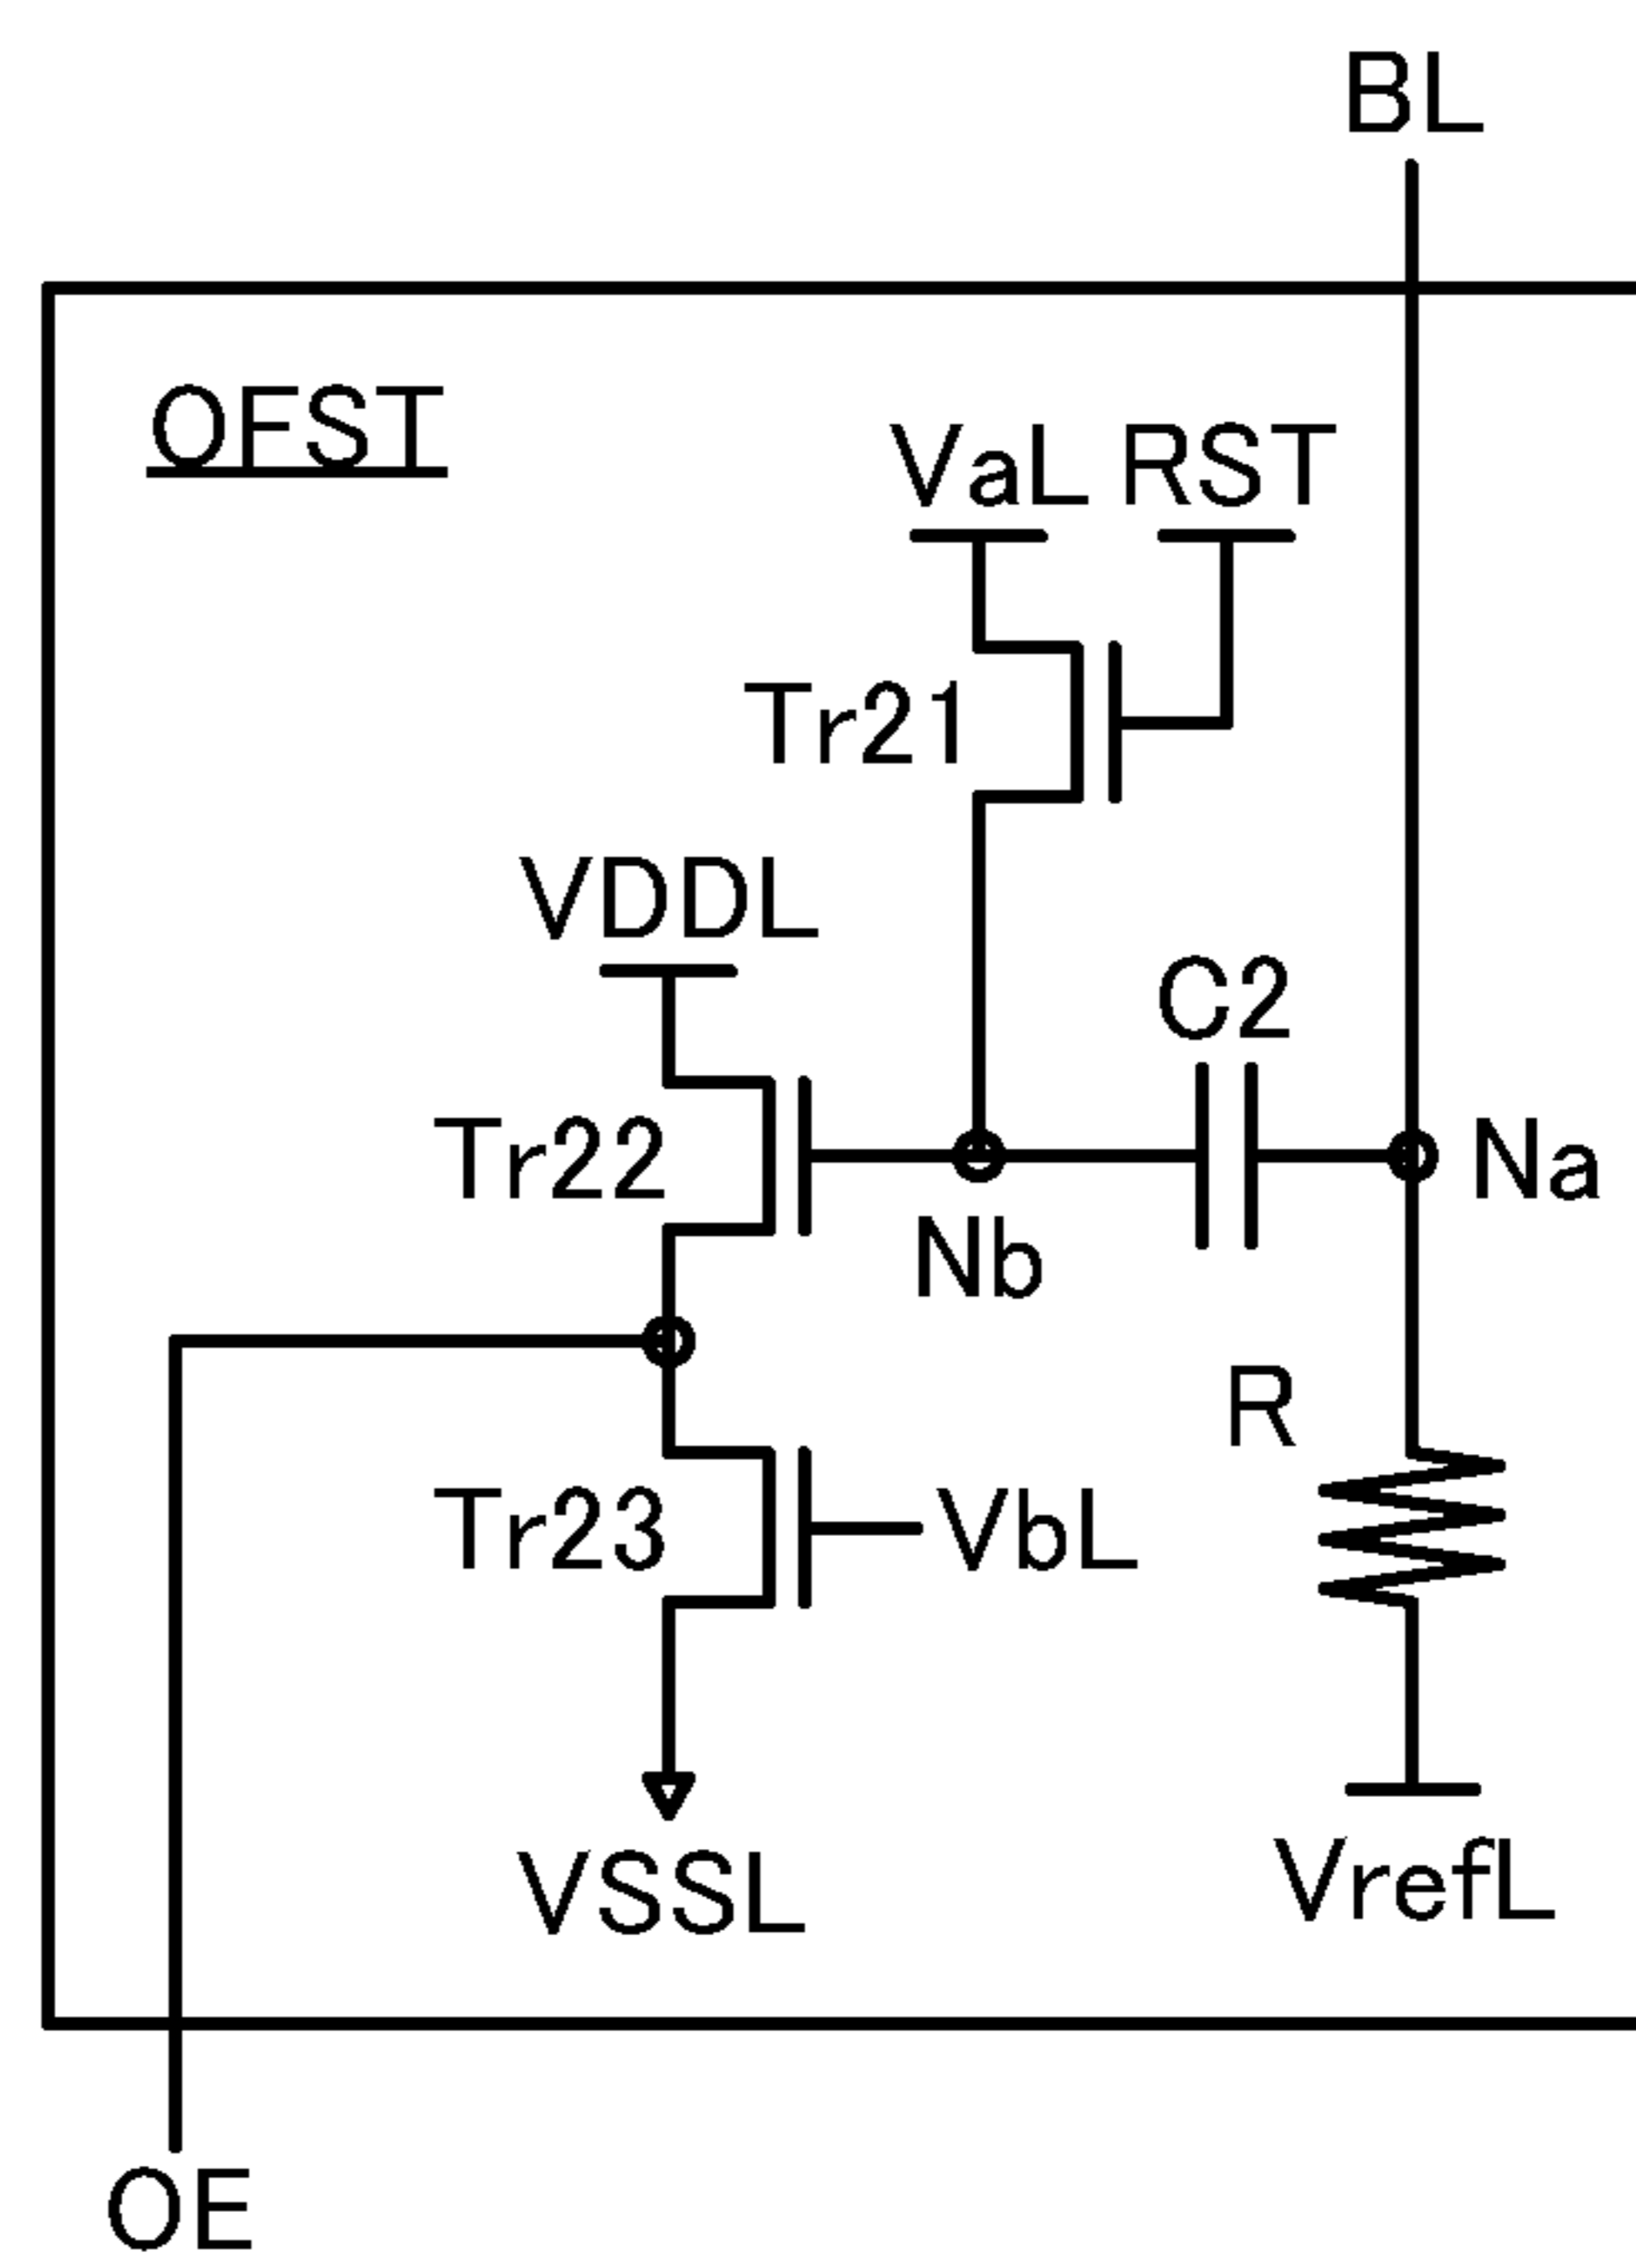 BL
OFST
VaL RST
Tr21
VDDL
C2
Tr22
Na
Nb
R
Tr23
VbL
VSSL
VrefL
OE